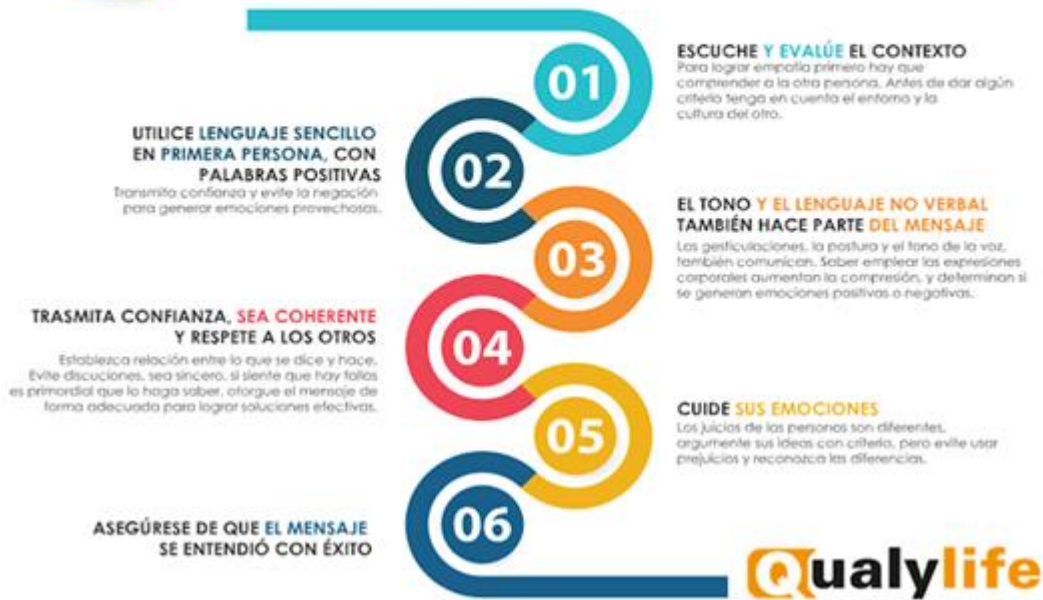 01
ESCUCHE Y EVALÚE EL CONTEXTO
Para lograr empatía primero hay que
comprender a la otra persona. Antes de dar algún
criterio tenga en cuenta el entorno y la
cultura del otro.
02
UTILICE LENGUAJE SENCILLO
EN PRIMERA PERSONA, CON
PALABRAS POSITIVAS
Transmita confianza y evite la negación
para generar emociones provechosas.
03
EL TONO Y EL LENGUAJE NO VERBAL
TAMBIÉN HACE PARTE DEL MENSAJE
Las gesticulaciones, la postura y el tono de la voz,
también comunican. Saber emplear las expresiones
corporales aumentan la compresión, y determinan si
se generan emociones positivas o negativas.
04
TRASMITA CONFIANZA, SEA COHERENTE
Y RESPETE A LOS OTROS
Establezca relación entre lo que se dice y hace.
Evite discuciones, sea sincero, si siente que hay fallas
es primordial que lo haga saber, otorgue el mensaje de
forma adecuada para lograr soluciones efectivas.
05
CUIDE SUS EMOCIONES
Los juicios de las personas son diferentes,
argumente sus ideas con criterio, pero evite usar
prejuicios y reconozca las diferencias.
06
ASEGÚRESE DE QUE EL MENSAJE
SE ENTENDIÓ CON ÉXITO
Qualylife